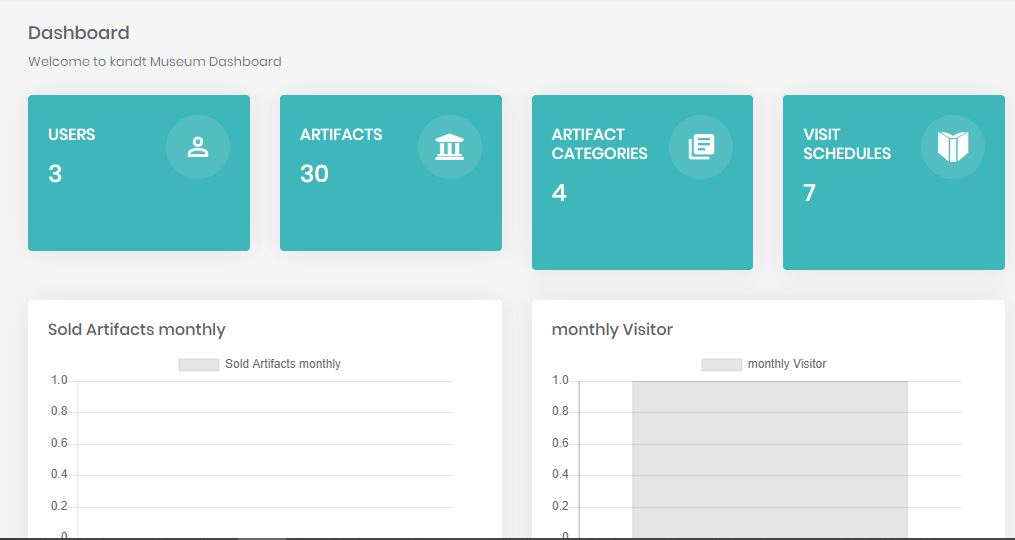 Dashboard
Welcome to kandt Museum Dashboard
USERS
3
ARTIFACTS
30
ARTIFACT
CATEGORIES
4
VISIT
SCHEDULES
7
Sold Artifacts monthly
Sold Artifacts monthly
1.0
0.8
0.6
0.4
0.2
0
monthly Visitor
monthly Visitor
1.0
0.8
0.6
0.4
0.2
0